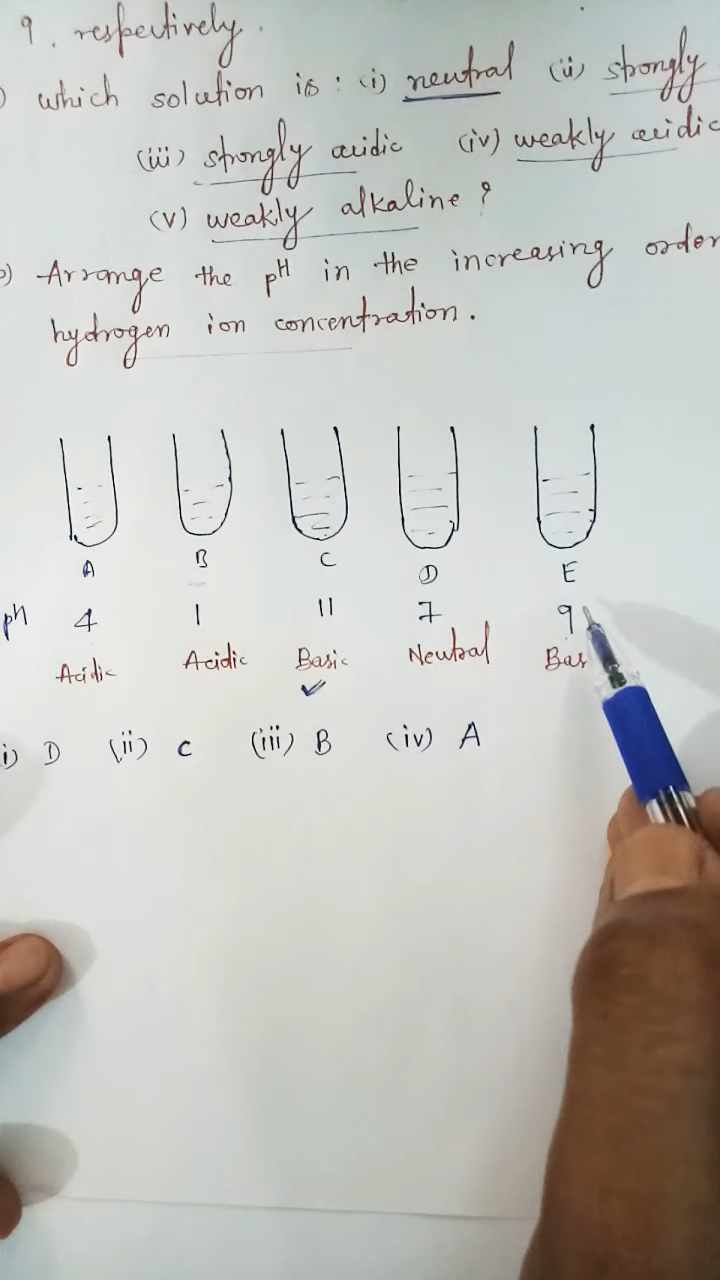 9. respectively.
) which solution is : (i) neutral (ii) strongly
(iii) strongly acidic (iv) weakly acidic
(v) weakly alkaline ?
) Arrange the pH in the increasing order
hydrogen ion concentration.
A B C D E
pH 4 1 11 7 9
Acidic Acidic Basic Neutral Bas
✓
i) D (ii) C (iii) B (iv) A